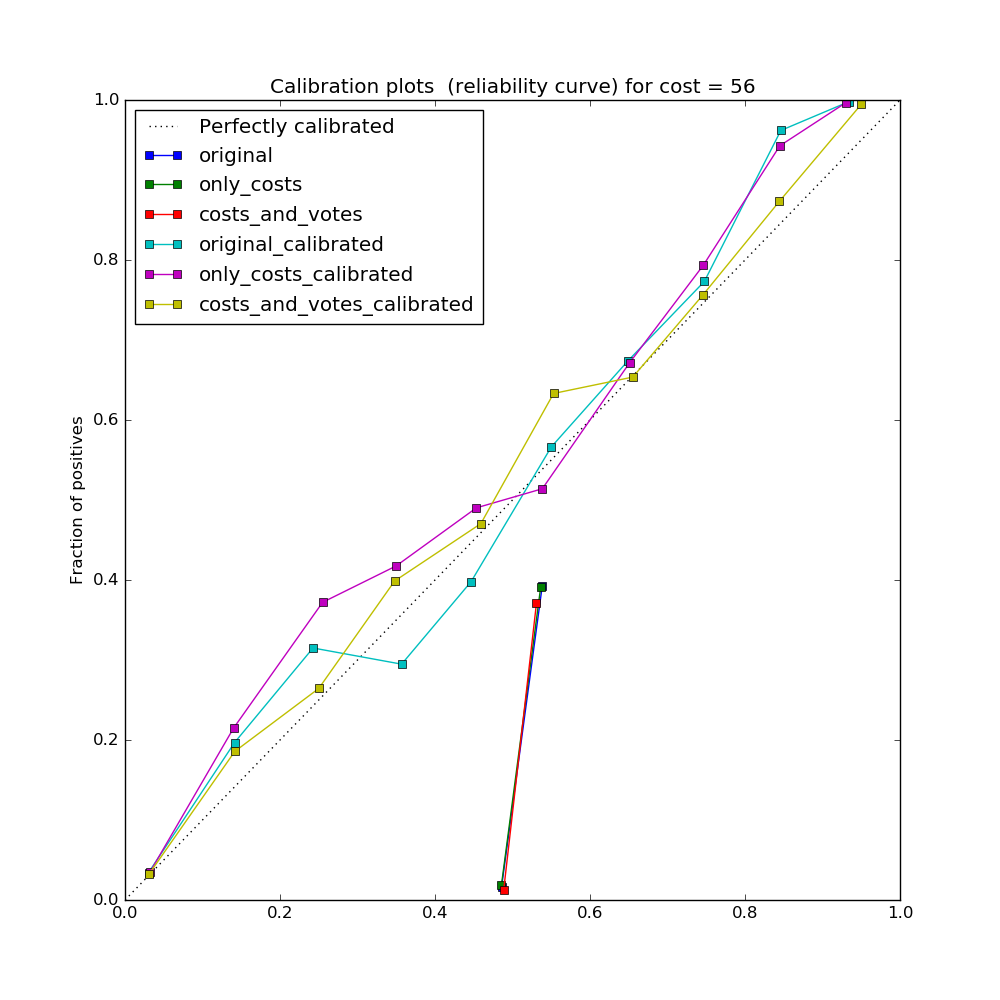 Calibration plots  (reliability curve) for cost = 56
1.0
Perfectly calibrated
original
only_costs
costs_and_votes
original_calibrated
only_costs_calibrated
costs_and_votes_calibrated
0.8
0.6
Fraction of positives
0.4
0.2
0.0
0.0 0.2 0.4 0.6 0.8 1.0